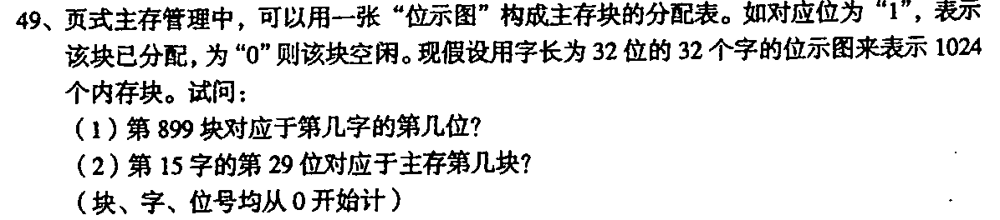 49、页式主存管理中，可以用一张“位示图”构成主存块的分配表。如对应位为“1”，表示
该块已分配，为“0”则该块空闲。现假设用字长为32位的32个字的位示图来表示1024
个内存块。试问：
（1）第899块对应于第几字的第几位？
（2）第15字的第29位对应于主存第几块？
（块、字、位号均从0开始计）